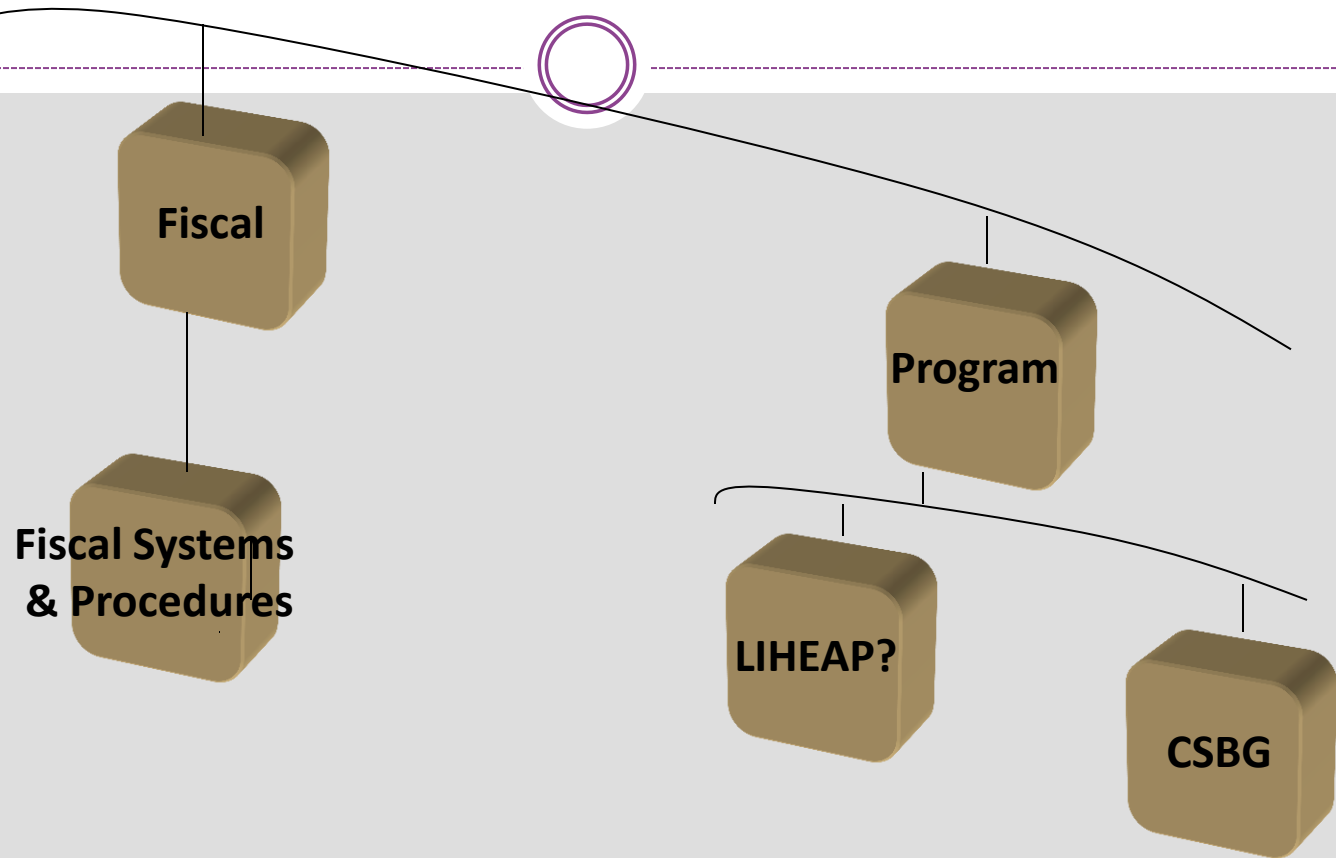 Fiscal
Program
Fiscal Systems
& Procedures
LIHEAP?
CSBG